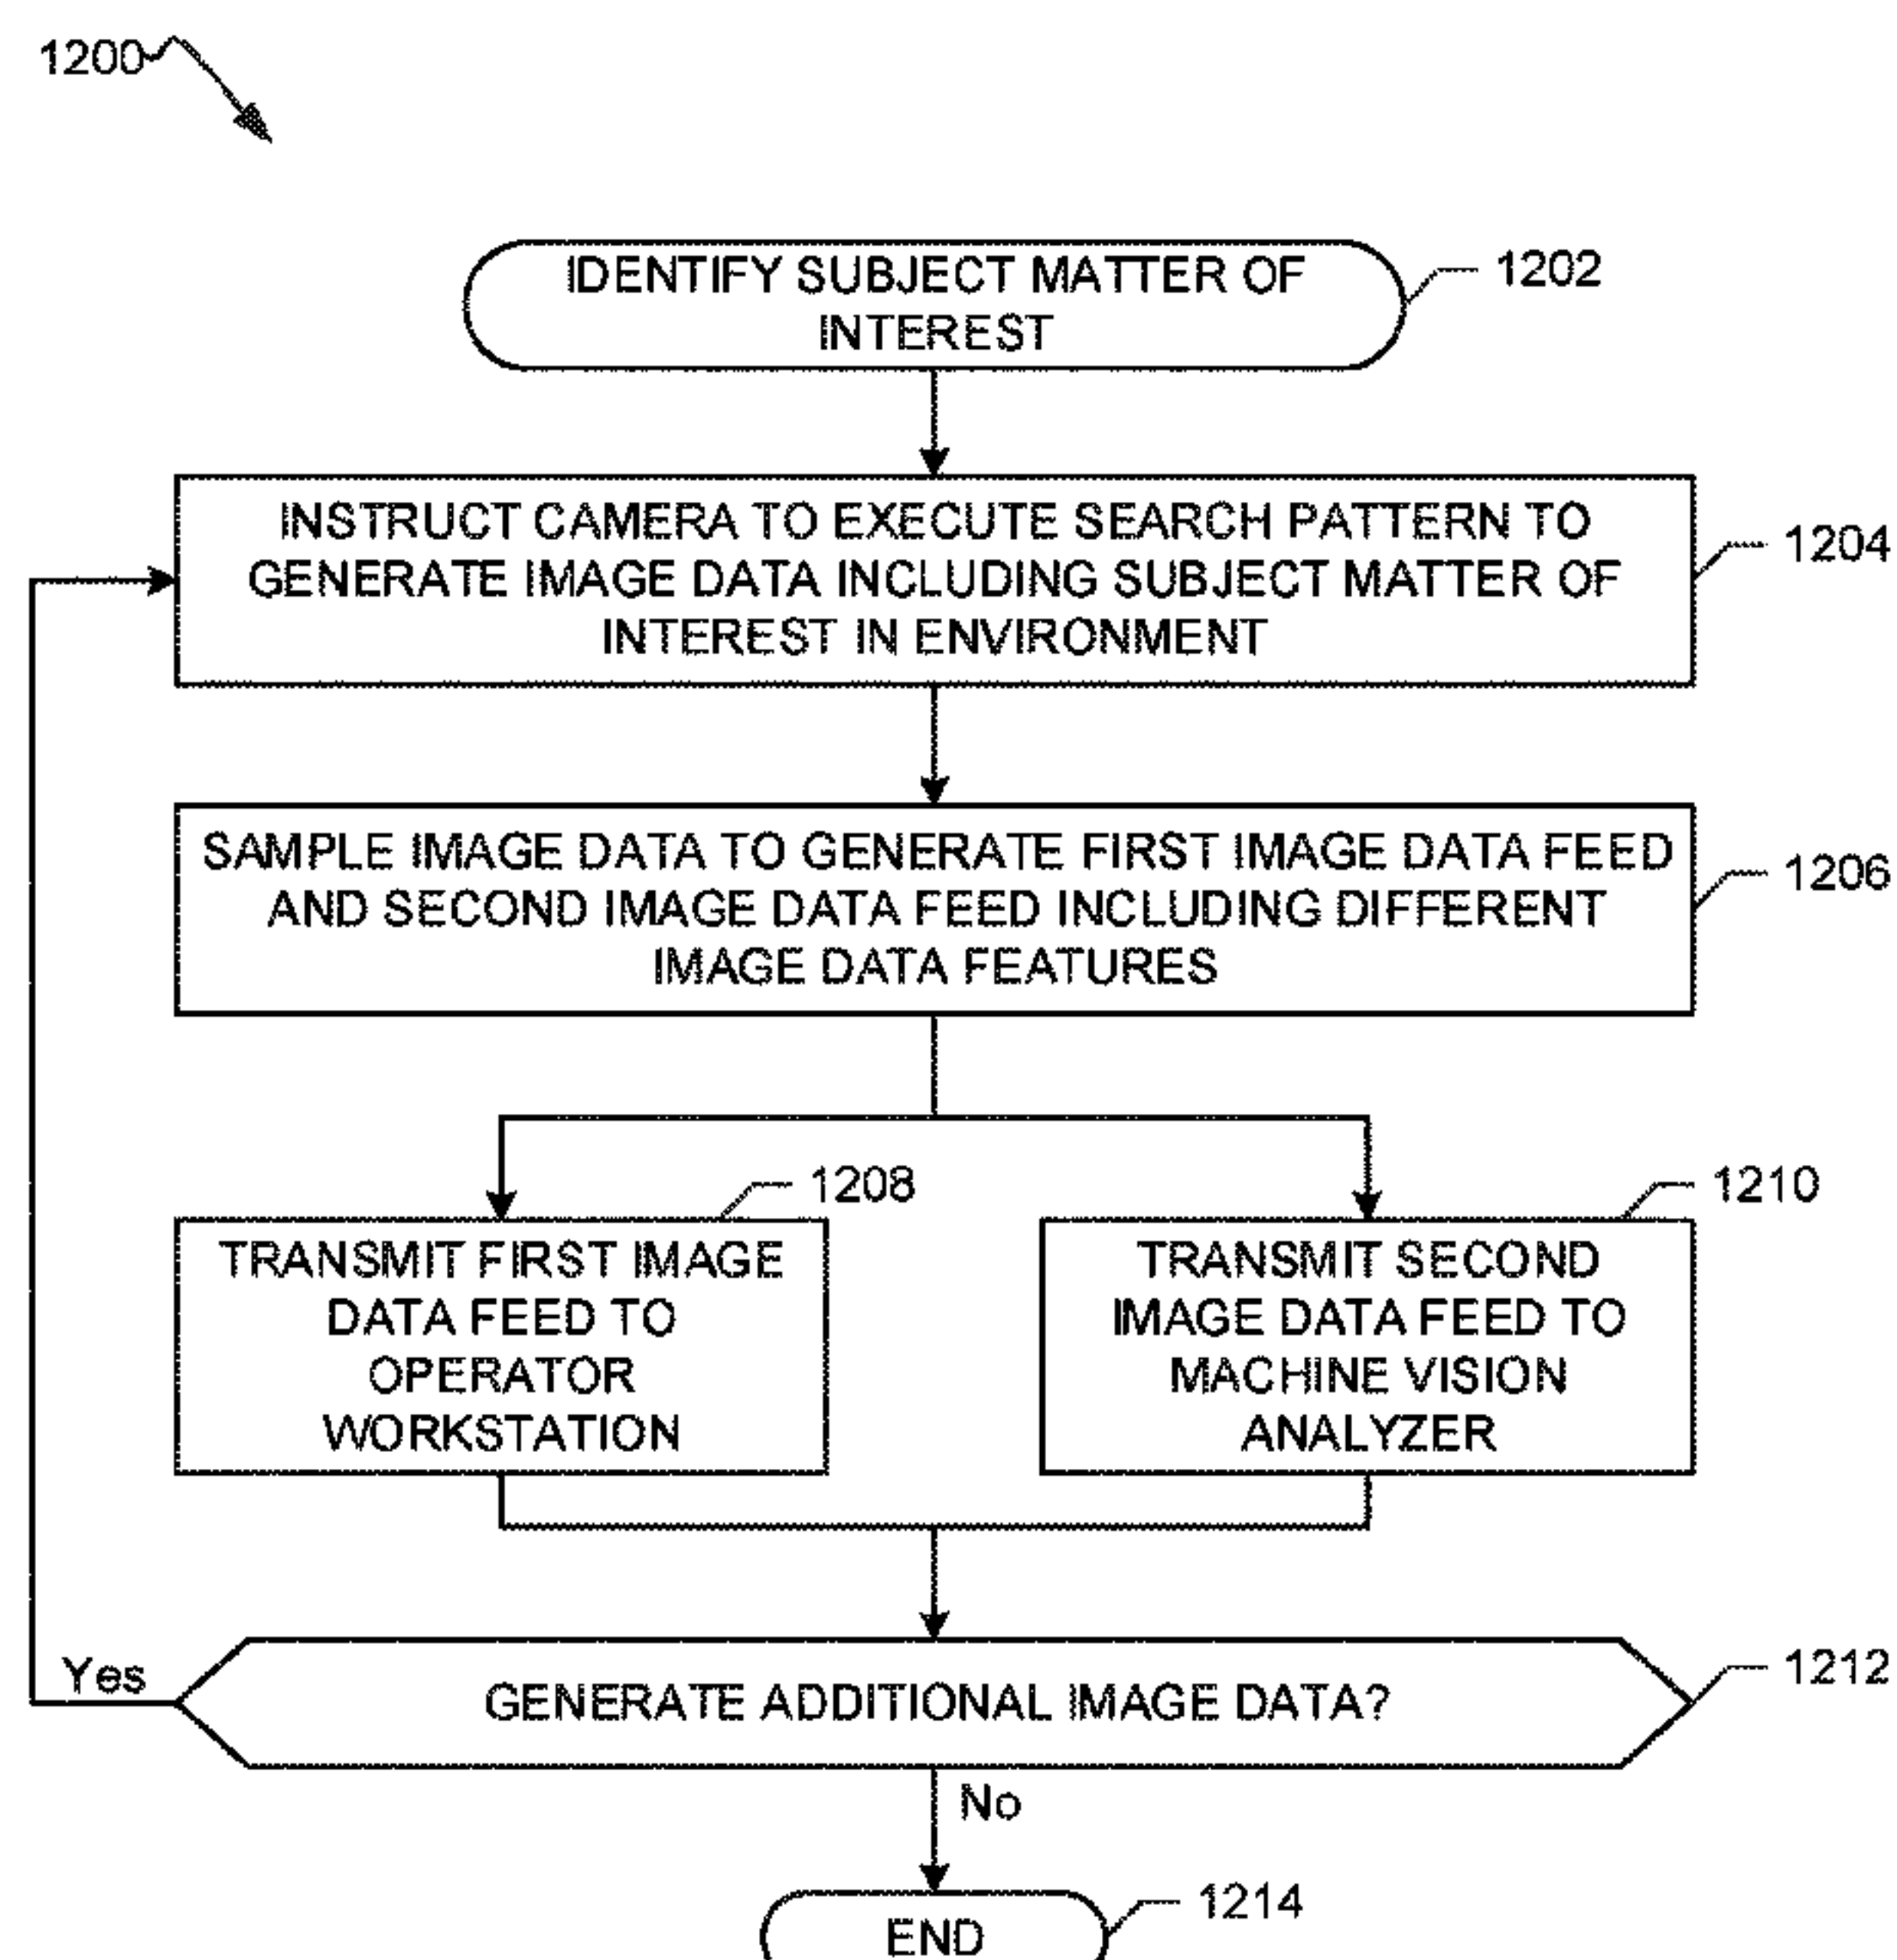 1200
IDENTIFY SUBJECT MATTER OF
INTEREST
1202
INSTRUCT CAMERA TO EXECUTE SEARCH PATTERN TO
GENERATE IMAGE DATA INCLUDING SUBJECT MATTER OF
INTEREST IN ENVIRONMENT
1204
SAMPLE IMAGE DATA TO GENERATE FIRST IMAGE DATA FEED
AND SECOND IMAGE DATA FEED INCLUDING DIFFERENT
IMAGE DATA FEATURES
1206
1208
TRANSMIT FIRST IMAGE
DATA FEED TO
OPERATOR
WORKSTATION
1210
TRANSMIT SECOND
IMAGE DATA FEED TO
MACHINE VISION
ANALYZER
Yes
GENERATE ADDITIONAL IMAGE DATA?
1212
No
END
1214